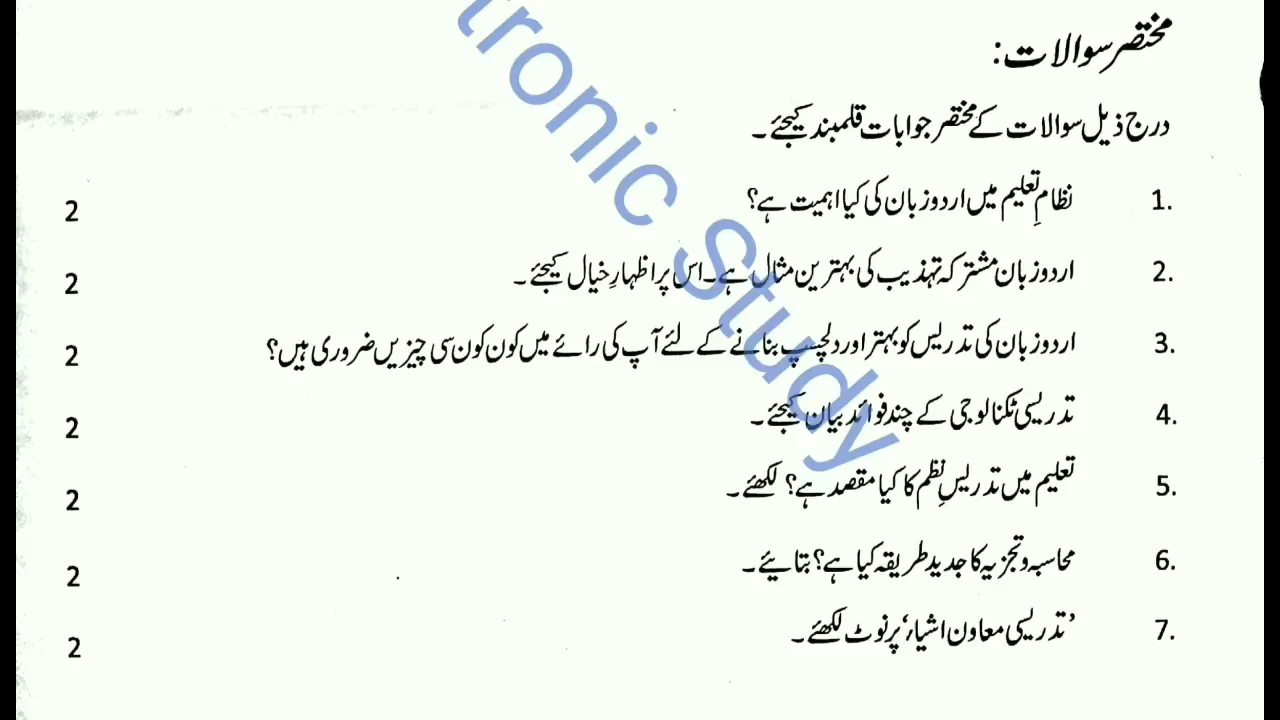 مختصر سوالات:
درج ذیل سوالات کے مختصر جوابات قلمبند کیجئے۔
1. نظامِ تعلیم میں اردو زبان کی کیا اہمیت ہے؟ 2
2. اردو زبان مشترکہ تہذیب کی بہترین مثال ہے۔ اس پر اظہارِ خیال کیجئے۔ 2
3. اردو زبان کی تدریس کو بہتر اور دلچسپ بنانے کے لئے آپ کی رائے میں کون کون سی چیزیں ضروری ہیں؟ 2
4. تدریسی ٹکنالوجی کے چند فوائد بیان کیجئے۔ 2
5. تعلیم میں تدریسِ نظم کا کیا مقصد ہے؟ لکھئے۔ 2
6. محاسبہ و تجزیہ کا جدید طریقہ کیا ہے؟ بتایئے۔ 2
7. ’تدریسی معاون اشیاء‘ پر نوٹ لکھئے۔ 2
tronic Study